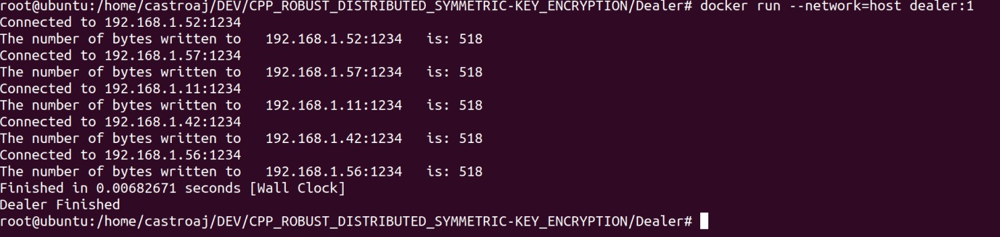 root@ubuntu:/home/castroaj/DEV/CPP_ROBUST_DISTRIBUTED_SYMMETRIC-KEY_ENCRYPTION/Dealer# docker run --network=host dealer:1
Connected to 192.168.1.52:1234
The number of bytes written to   192.168.1.52:1234   is: 518
Connected to 192.168.1.57:1234
The number of bytes written to   192.168.1.57:1234   is: 518
Connected to 192.168.1.11:1234
The number of bytes written to   192.168.1.11:1234   is: 518
Connected to 192.168.1.42:1234
The number of bytes written to   192.168.1.42:1234   is: 518
Connected to 192.168.1.56:1234
The number of bytes written to   192.168.1.56:1234   is: 518
Finished in 0.00682671 seconds [Wall Clock]
Dealer Finished
root@ubuntu:/home/castroaj/DEV/CPP_ROBUST_DISTRIBUTED_SYMMETRIC-KEY_ENCRYPTION/Dealer#